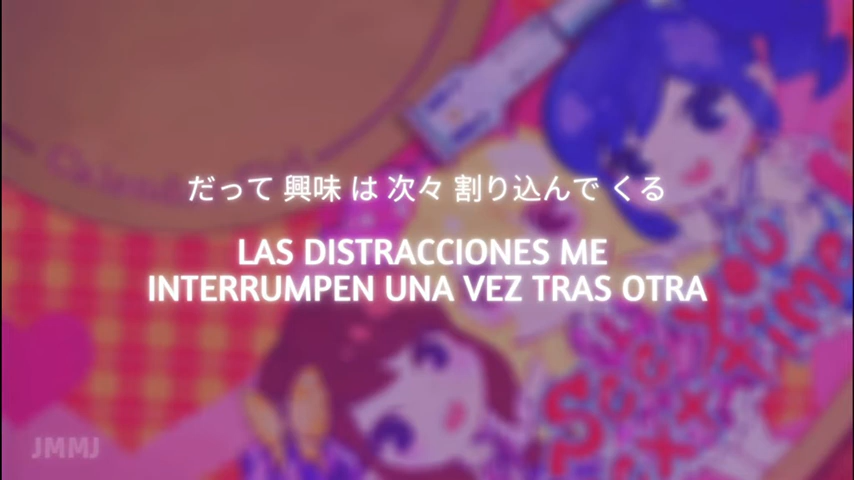 だって 興味 は 次々 割り込んで くる
LAS DISTRACCIONES ME
INTERRUMPEN UNA VEZ TRAS OTRA
JMMJ